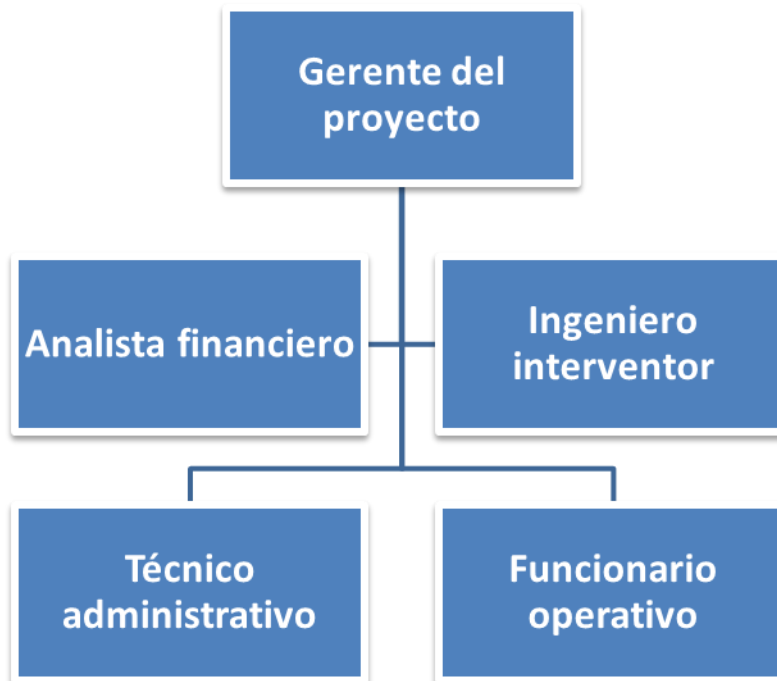 Gerente del
proyecto
Analista financiero
Ingeniero
interventor
Técnico
administrativo
Funcionario
operativo